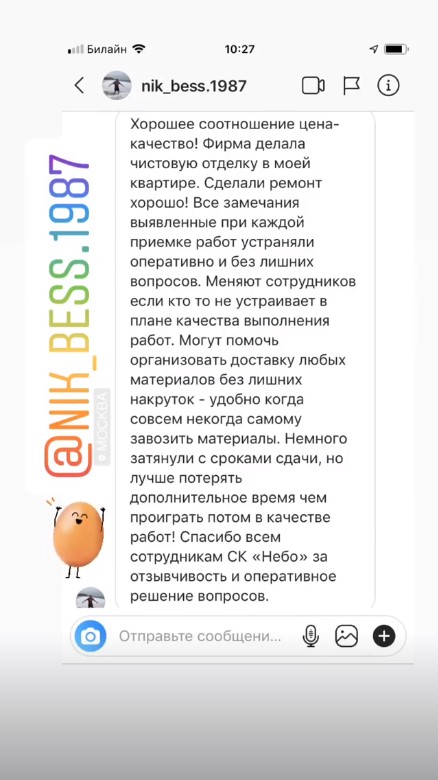 Билайн
10:27
nik_bess.1987
Хорошее соотношение цена-
качество! Фирма делала
чистовую отделку в моей
квартире. Сделали ремонт
хорошо! Все замечания
выявленные при каждой
приемке работ устраняли
оперативно и без лишних
вопросов. Меняют сотрудников
если кто то не устраивает в
плане качества выполнения
работ. Могут помочь
организовать доставку любых
материалов без лишних
накруток - удобно когда
совсем некогда самому
завозить материалы. Немного
затянули с сроками сдачи, но
лучше потерять
дополнительное время чем
проиграть потом в качестве
работ! Спасибо всем
сотрудникам СК «Небо» за
отзывчивость и оперативное
решение вопросов.
@NIK_BESS.1987
МОСКВА
Отправьте сообщени...